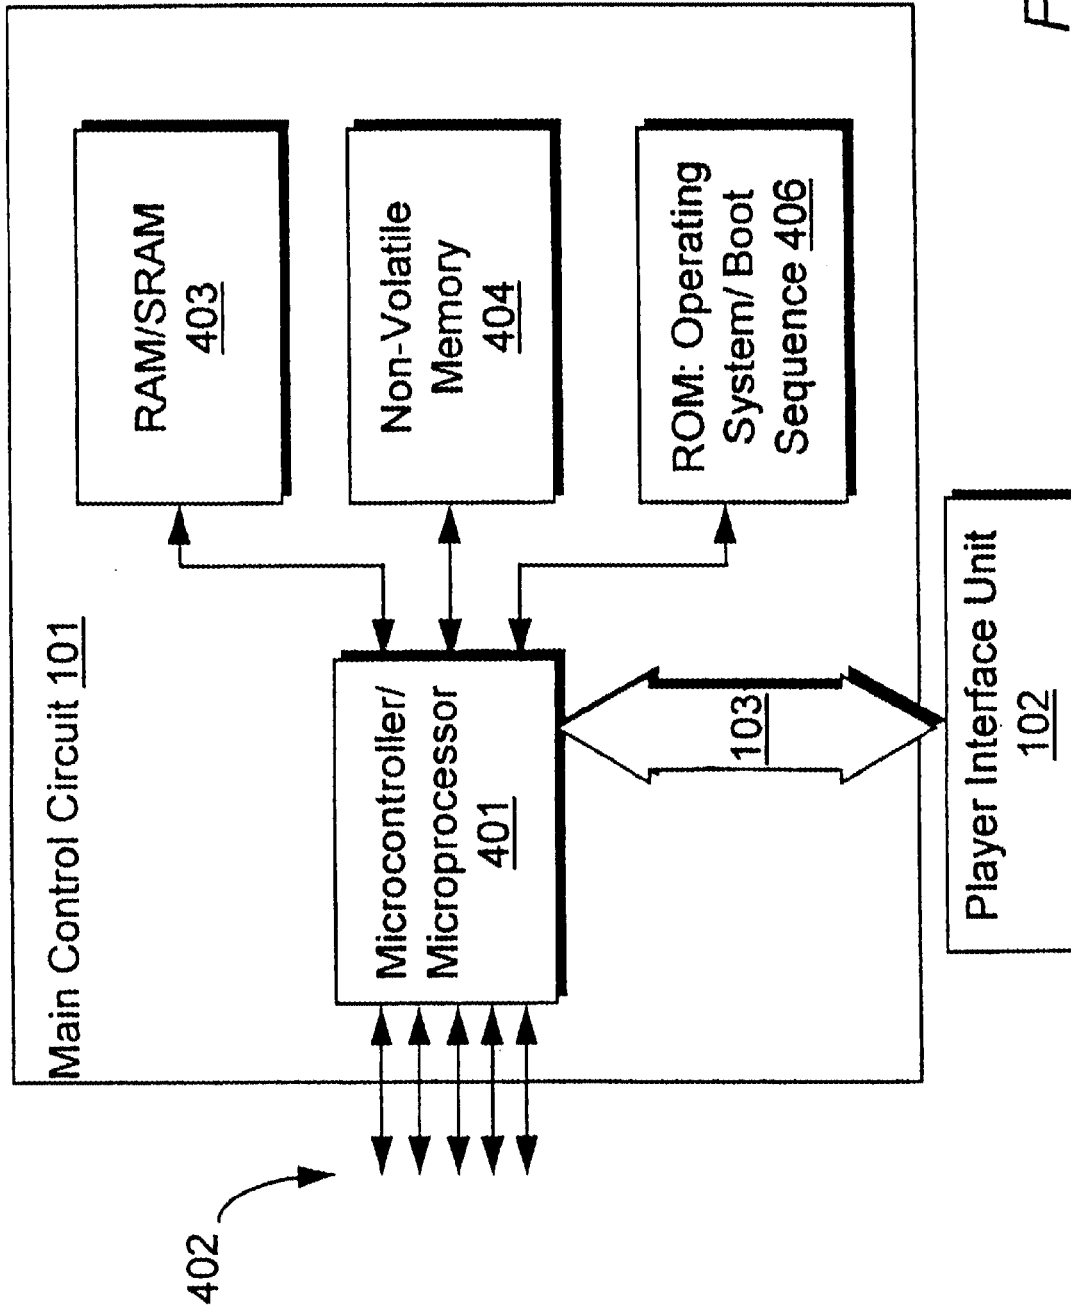 Main Control Circuit 101
RAM/SRAM
403
Non-Volatile
Memory
404
ROM: Operating
System/ Boot
Sequence 406
Microcontroller/
Microprocessor
401
402
103
Player Interface Unit
102